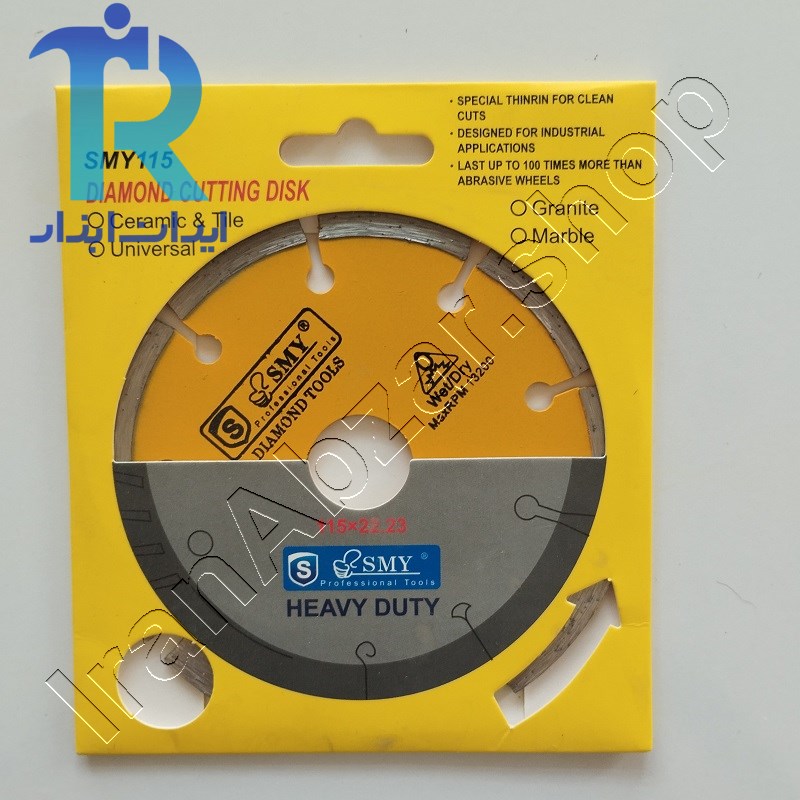 SMY115
DIAMOND CUTTING DISK
Ceramic & Tile
Universal
ایران ابزار
· SPECIAL THINRIN FOR CLEAN
CUTS
· DESIGNED FOR INDUSTRIAL
APPLICATIONS
· LAST UP TO 100 TIMES MORE THAN
ABRASIVE WHEELS
Granite
Marble
S SMY ®
Professional Tools
DIAMOND TOOLS
Wet/Dry
MaxRPM 13200
115×22.23
S SMY ®
Professional Tools
HEAVY DUTY
IranAbzar.shop